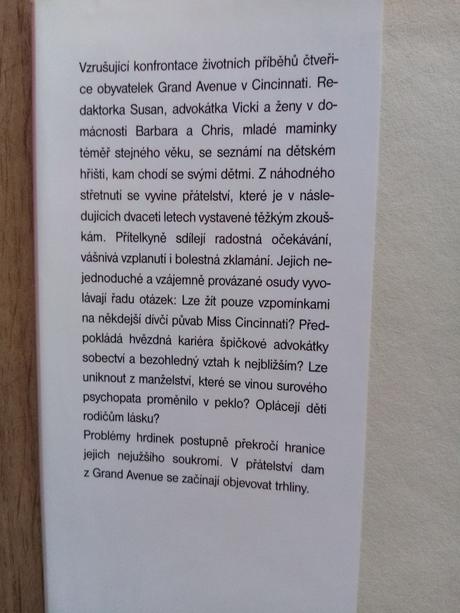 Vzrušující konfrontace životních příběhů čtveři-
ce obyvatelek Grand Avenue v Cincinnati. Re-
daktorka Susan, advokátka Vicki a ženy v do-
mácnosti Barbara a Chris, mladé maminky
téměř stejného věku, se seznámí na dětském
hřišti, kam chodí se svými dětmi. Z náhodného
střetnutí se vyvine přátelství, které je v násle-
dujících dvaceti letech vystavené těžkým zkouš-
kám. Přítelkyně sdílejí radostná očekávání,
vášnivá vzplanutí i bolestná zklamání. Jejich ne-
jednoduché a vzájemně provázané osudy vyvo-
lávají řadu otázek: Lze žít pouze vzpomínkami
na někdejší dívčí půvab Miss Cincinnati? Před-
pokládá hvězdná kariéra špičkové advokátky
sobectví a bezohledný vztah k nejbližším? Lze
uniknout z manželství, které se vinou surového
psychopata proměnilo v peklo? Oplácejí děti
rodičům lásku?
Problémy hrdinek postupně překročí hranice
jejich nejužšího soukromí. V přátelství dam
z Grand Avenue se začínají objevovat trhliny.